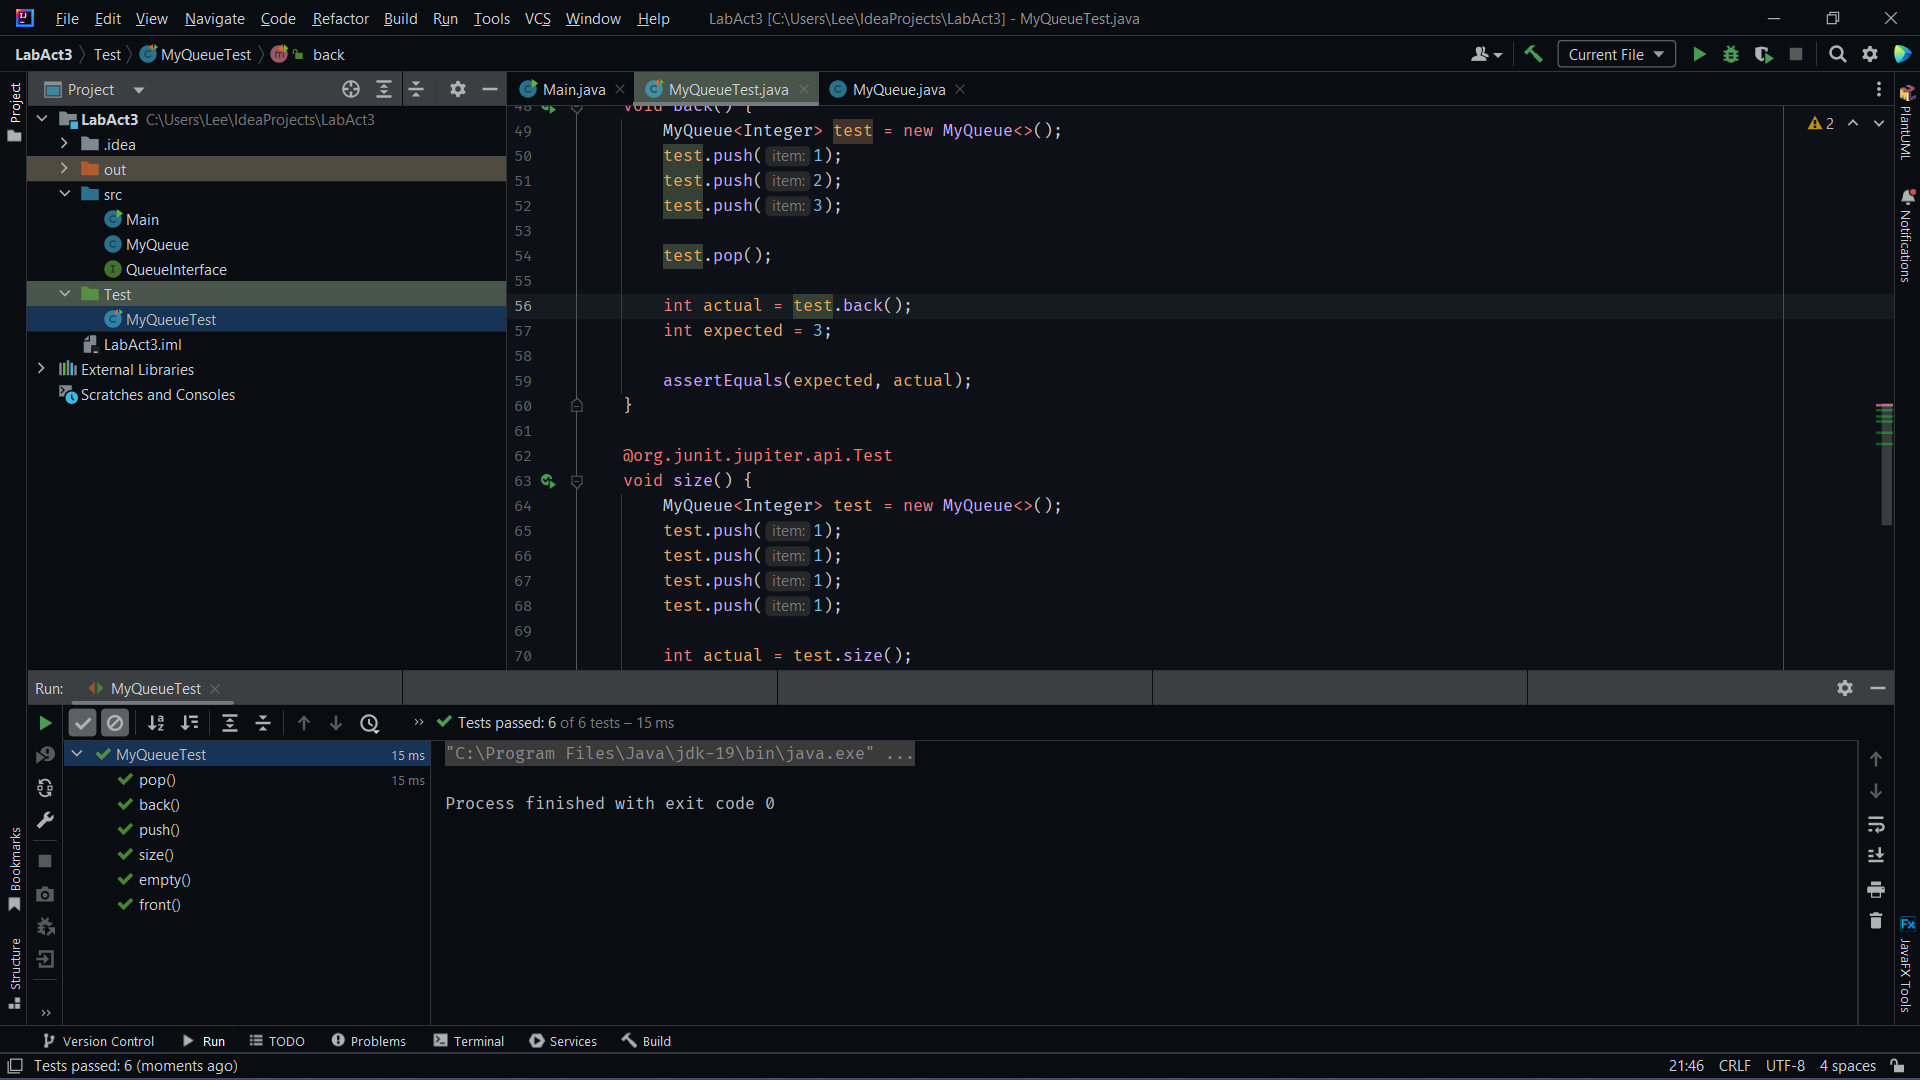 File Edit View Navigate Code Refactor Build Run Tools VCS Window Help LabAct3 [C:\Users\Lee\IdeaProjects\LabAct3] - MyQueueTest.java
LabAct3 Test MyQueueTest m back
Current File
Project
Main.java MyQueueTest.java MyQueue.java
LabAct3 C:\Users\Lee\IdeaProjects\LabAct3
.idea
out
src
Main
MyQueue
QueueInterface
Test
MyQueueTest
LabAct3.iml
External Libraries
Scratches and Consoles
48 void back() {
49 MyQueue<Integer> test = new MyQueue<>();
50 test.push( item: 1);
51 test.push( item: 2);
52 test.push( item: 3);
53
54 test.pop();
55
56 int actual = test.back();
57 int expected = 3;
58
59 assertEquals(expected, actual);
60 }
61
62 @org.junit.jupiter.api.Test
63 void size() {
64 MyQueue<Integer> test = new MyQueue<>();
65 test.push( item: 1);
66 test.push( item: 1);
67 test.push( item: 1);
68 test.push( item: 1);
69
70 int actual = test.size();
2
Project
Bookmarks
Structure
PlantUML
Notifications
Fx
JavaFX Tools
Run: MyQueueTest
» Tests passed: 6 of 6 tests – 15 ms
MyQueueTest 15 ms
pop() 15 ms
back()
push()
size()
empty()
front()
"C:\Program Files\Java\jdk-19\bin\java.exe" ...
Process finished with exit code 0
»
Version Control Run TODO Problems Terminal Services Build
Tests passed: 6 (moments ago) 21:46 CRLF UTF-8 4 spaces